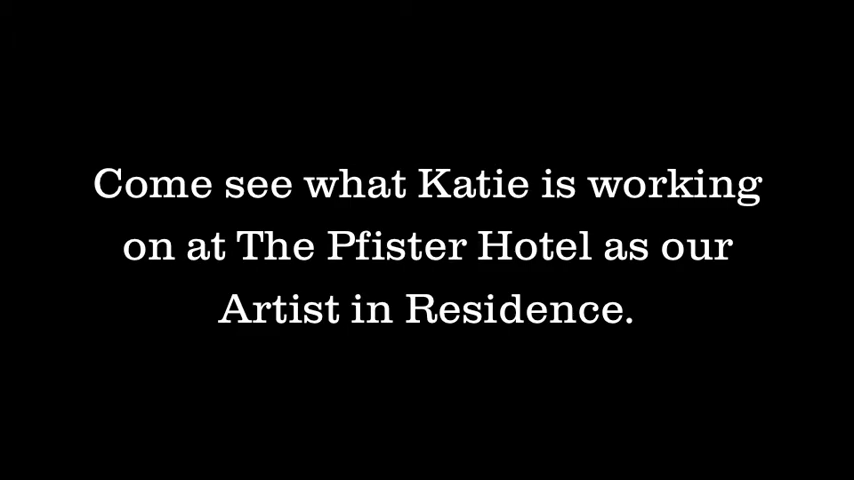 Come see what Katie is working
on at The Pfister Hotel as our
Artist in Residence.